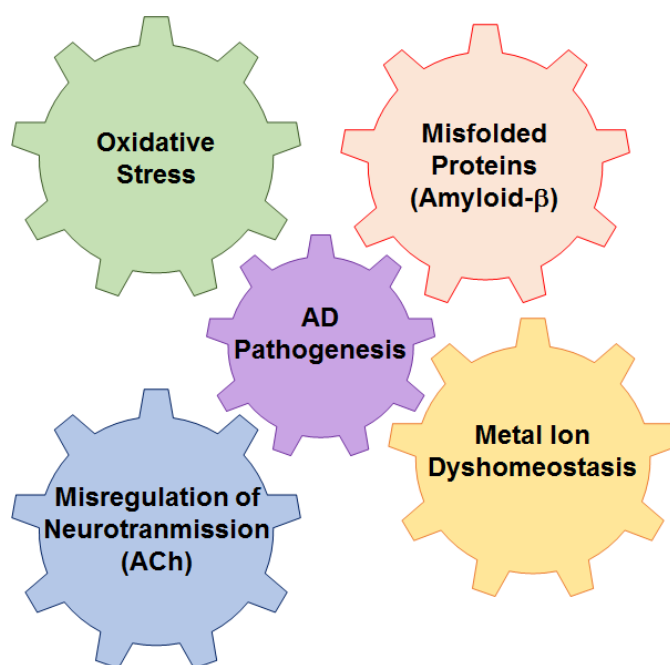 Oxidative
Stress
Misfolded
Proteins
(Amyloid-β)
AD
Pathogenesis
Metal Ion
Dyshomeostasis
Misregulation of
Neurotranmission
(ACh)